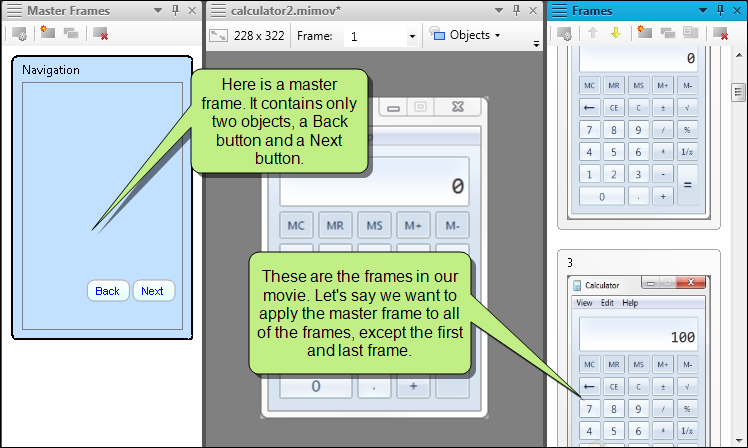 Master Frames
calculator2.mimov*
Frames
228 x 322
Frame:
1
Objects
Navigation
Back
Next
Here is a master
frame. It contains only
two objects, a Back
button and a Next
button.
0
MC MR MS M+ M-
These are the frames in our
movie. Let's say we want to
apply the master frame to all
of the frames, except the first
and last frame.
0 . +
0
MC MR MS M+ M-
← CE C ± √
7 8 9 / %
4 5 6 * 1/x
1 2 3 - =
0 . +
3
Calculator
View Edit Help
100
MC MR MS M+ M-
← CE C ± √
7 8 9 / %
4 5 6 * 1/x